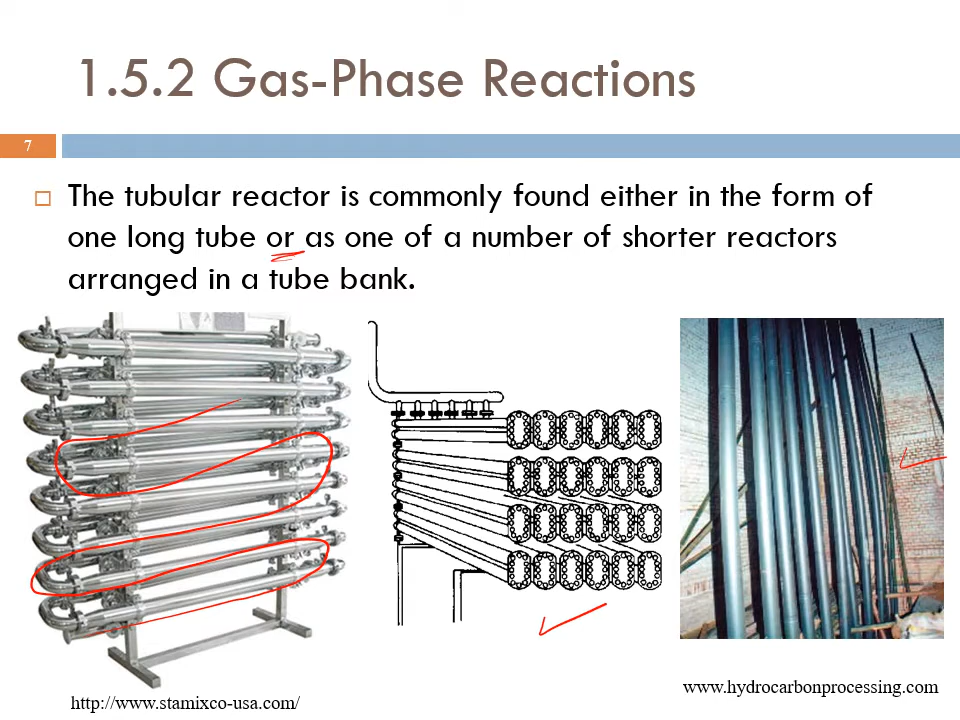 1.5.2 Gas-Phase Reactions
7
The tubular reactor is commonly found either in the form of
one long tube or as one of a number of shorter reactors
arranged in a tube bank.
www.hydrocarbonprocessing.com
http://www.stamixco-usa.com/